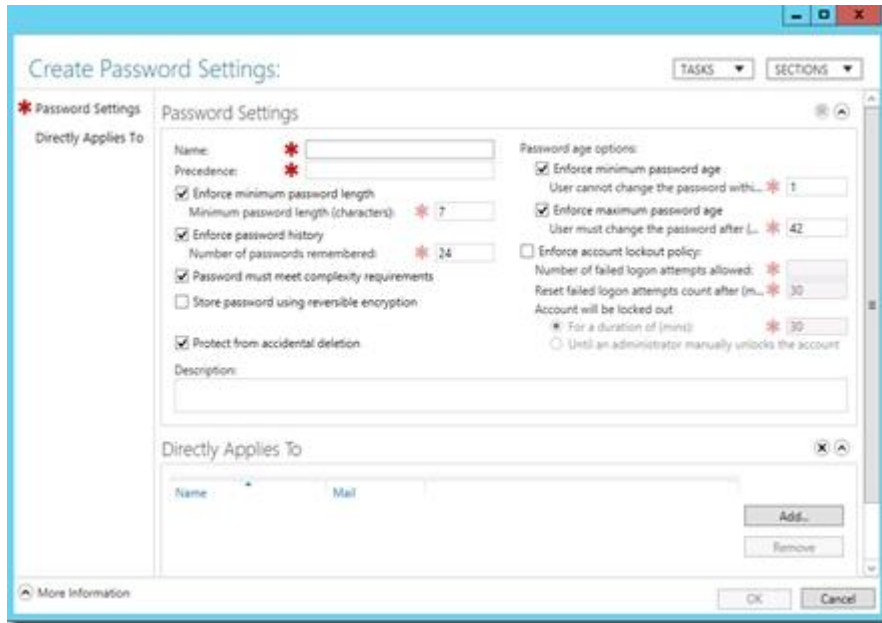 Create Password Settings:
TASKS
SECTIONS
Password Settings
Directly Applies To
Password Settings
Name:
Precedence:
Enforce minimum password length
Minimum password length (characters): 7
Enforce password history
Number of passwords remembered: 24
Password must meet complexity requirements
Store password using reversible encryption
Protect from accidental deletion
Description:
Password age options:
Enforce minimum password age
User cannot change the password withi... 1
Enforce maximum password age
User must change the password after (... 42
Enforce account lockout policy:
Number of failed logon attempts allowed:
Reset failed logon attempts count after (m... 30
Account will be locked out
For a duration of (mins): 30
Until an administrator manually unlocks the account
Directly Applies To
Name
Mail
Add...
Remove
More Information
OK
Cancel